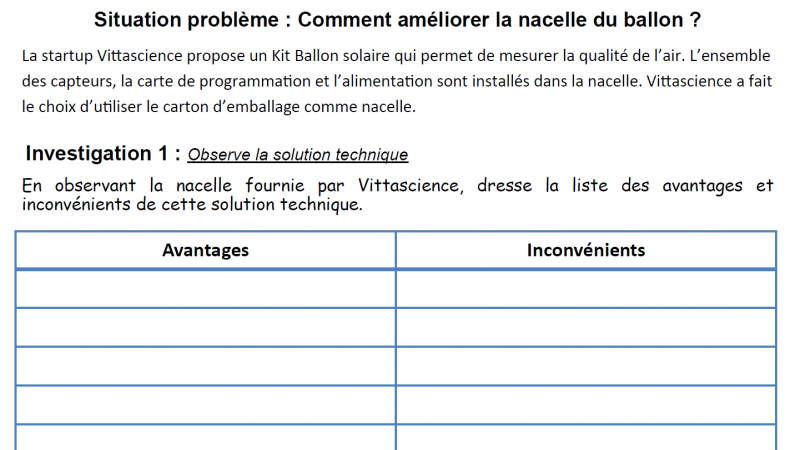 Situation problème : Comment améliorer la nacelle du ballon ?
La startup Vittascience propose un Kit Ballon solaire qui permet de mesurer la qualité de l’air. L’ensemble
des capteurs, la carte de programmation et l’alimentation sont installés dans la nacelle. Vittascience a fait
le choix d’utiliser le carton d’emballage comme nacelle.
Investigation 1 : Observe la solution technique
En observant la nacelle fournie par Vittascience, dresse la liste des avantages et
inconvénients de cette solution technique.
Avantages
Inconvénients